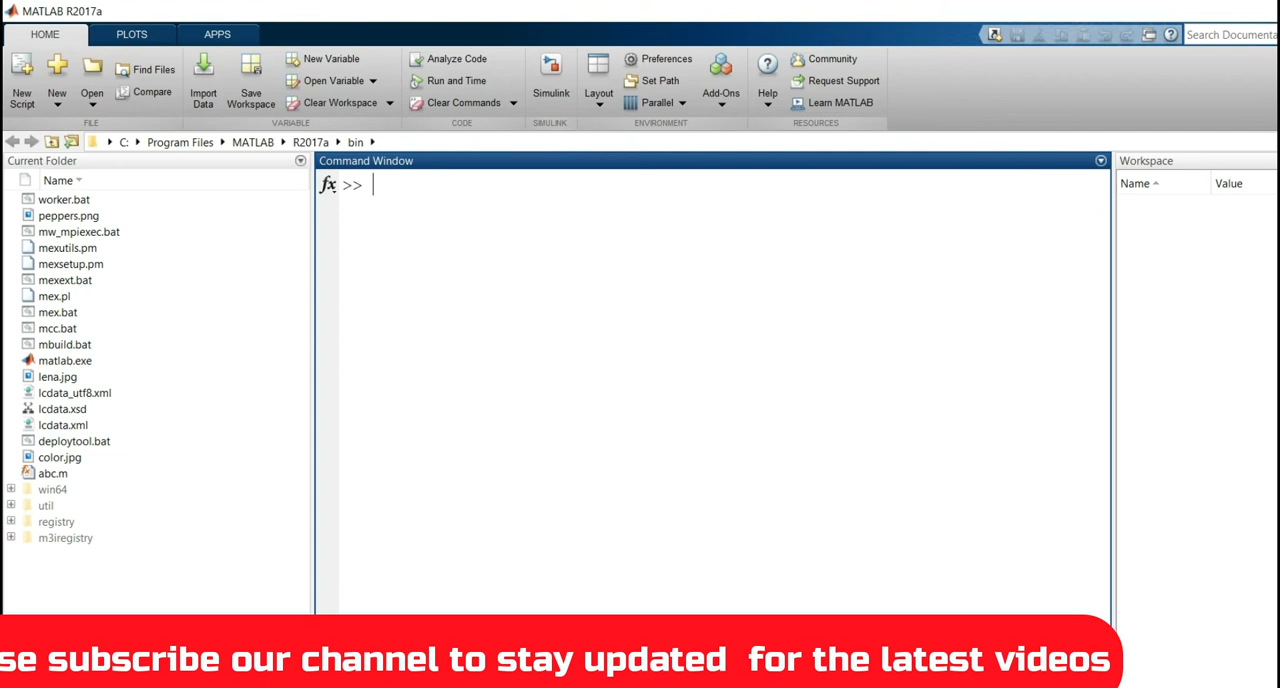 MATLAB R2017a
HOME
PLOTS
APPS
Search Documenta
New Script
New
Open
Find Files
Compare
Import Data
Save Workspace
New Variable
Open Variable
Clear Workspace
Analyze Code
Run and Time
Clear Commands
Simulink
Layout
Preferences
Set Path
Parallel
Add-Ons
Help
Community
Request Support
Learn MATLAB
FILE
VARIABLE
CODE
SIMULINK
ENVIRONMENT
RESOURCES
C: Program Files MATLAB R2017a bin
Current Folder
Name
worker.bat
peppers.png
mw_mpiexec.bat
mexutils.pm
mexsetup.pm
mexext.bat
mex.pl
mex.bat
mcc.bat
mbuild.bat
matlab.exe
lena.jpg
lcdata_utf8.xml
lcdata.xsd
lcdata.xml
deploytool.bat
color.jpg
abc.m
win64
util
registry
m3iregistry
Command Window
fx >>
Workspace
Name Value
se subscribe our channel to stay updated for the latest videos